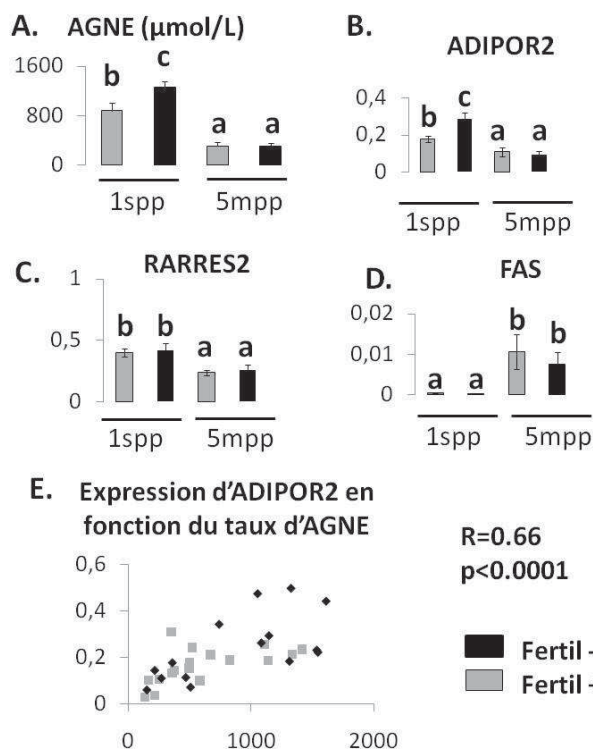 A. AGNE (µmol/L)
1600
800
0
b c a a
1spp 5mpp
B. ADIPOR2
0,4
0,2
0
b c a a
1spp 5mpp
C. RARRES2
1
0,5
0
b b a a
1spp 5mpp
D. FAS
0,02
0,01
0
a a b b
1spp 5mpp
E. Expression d'ADIPOR2 en
fonction du taux d'AGNE
0,6
0,4
0,2
0
0 1000 2000
R=0.66
p<0.0001
Fertil -
Fertil -